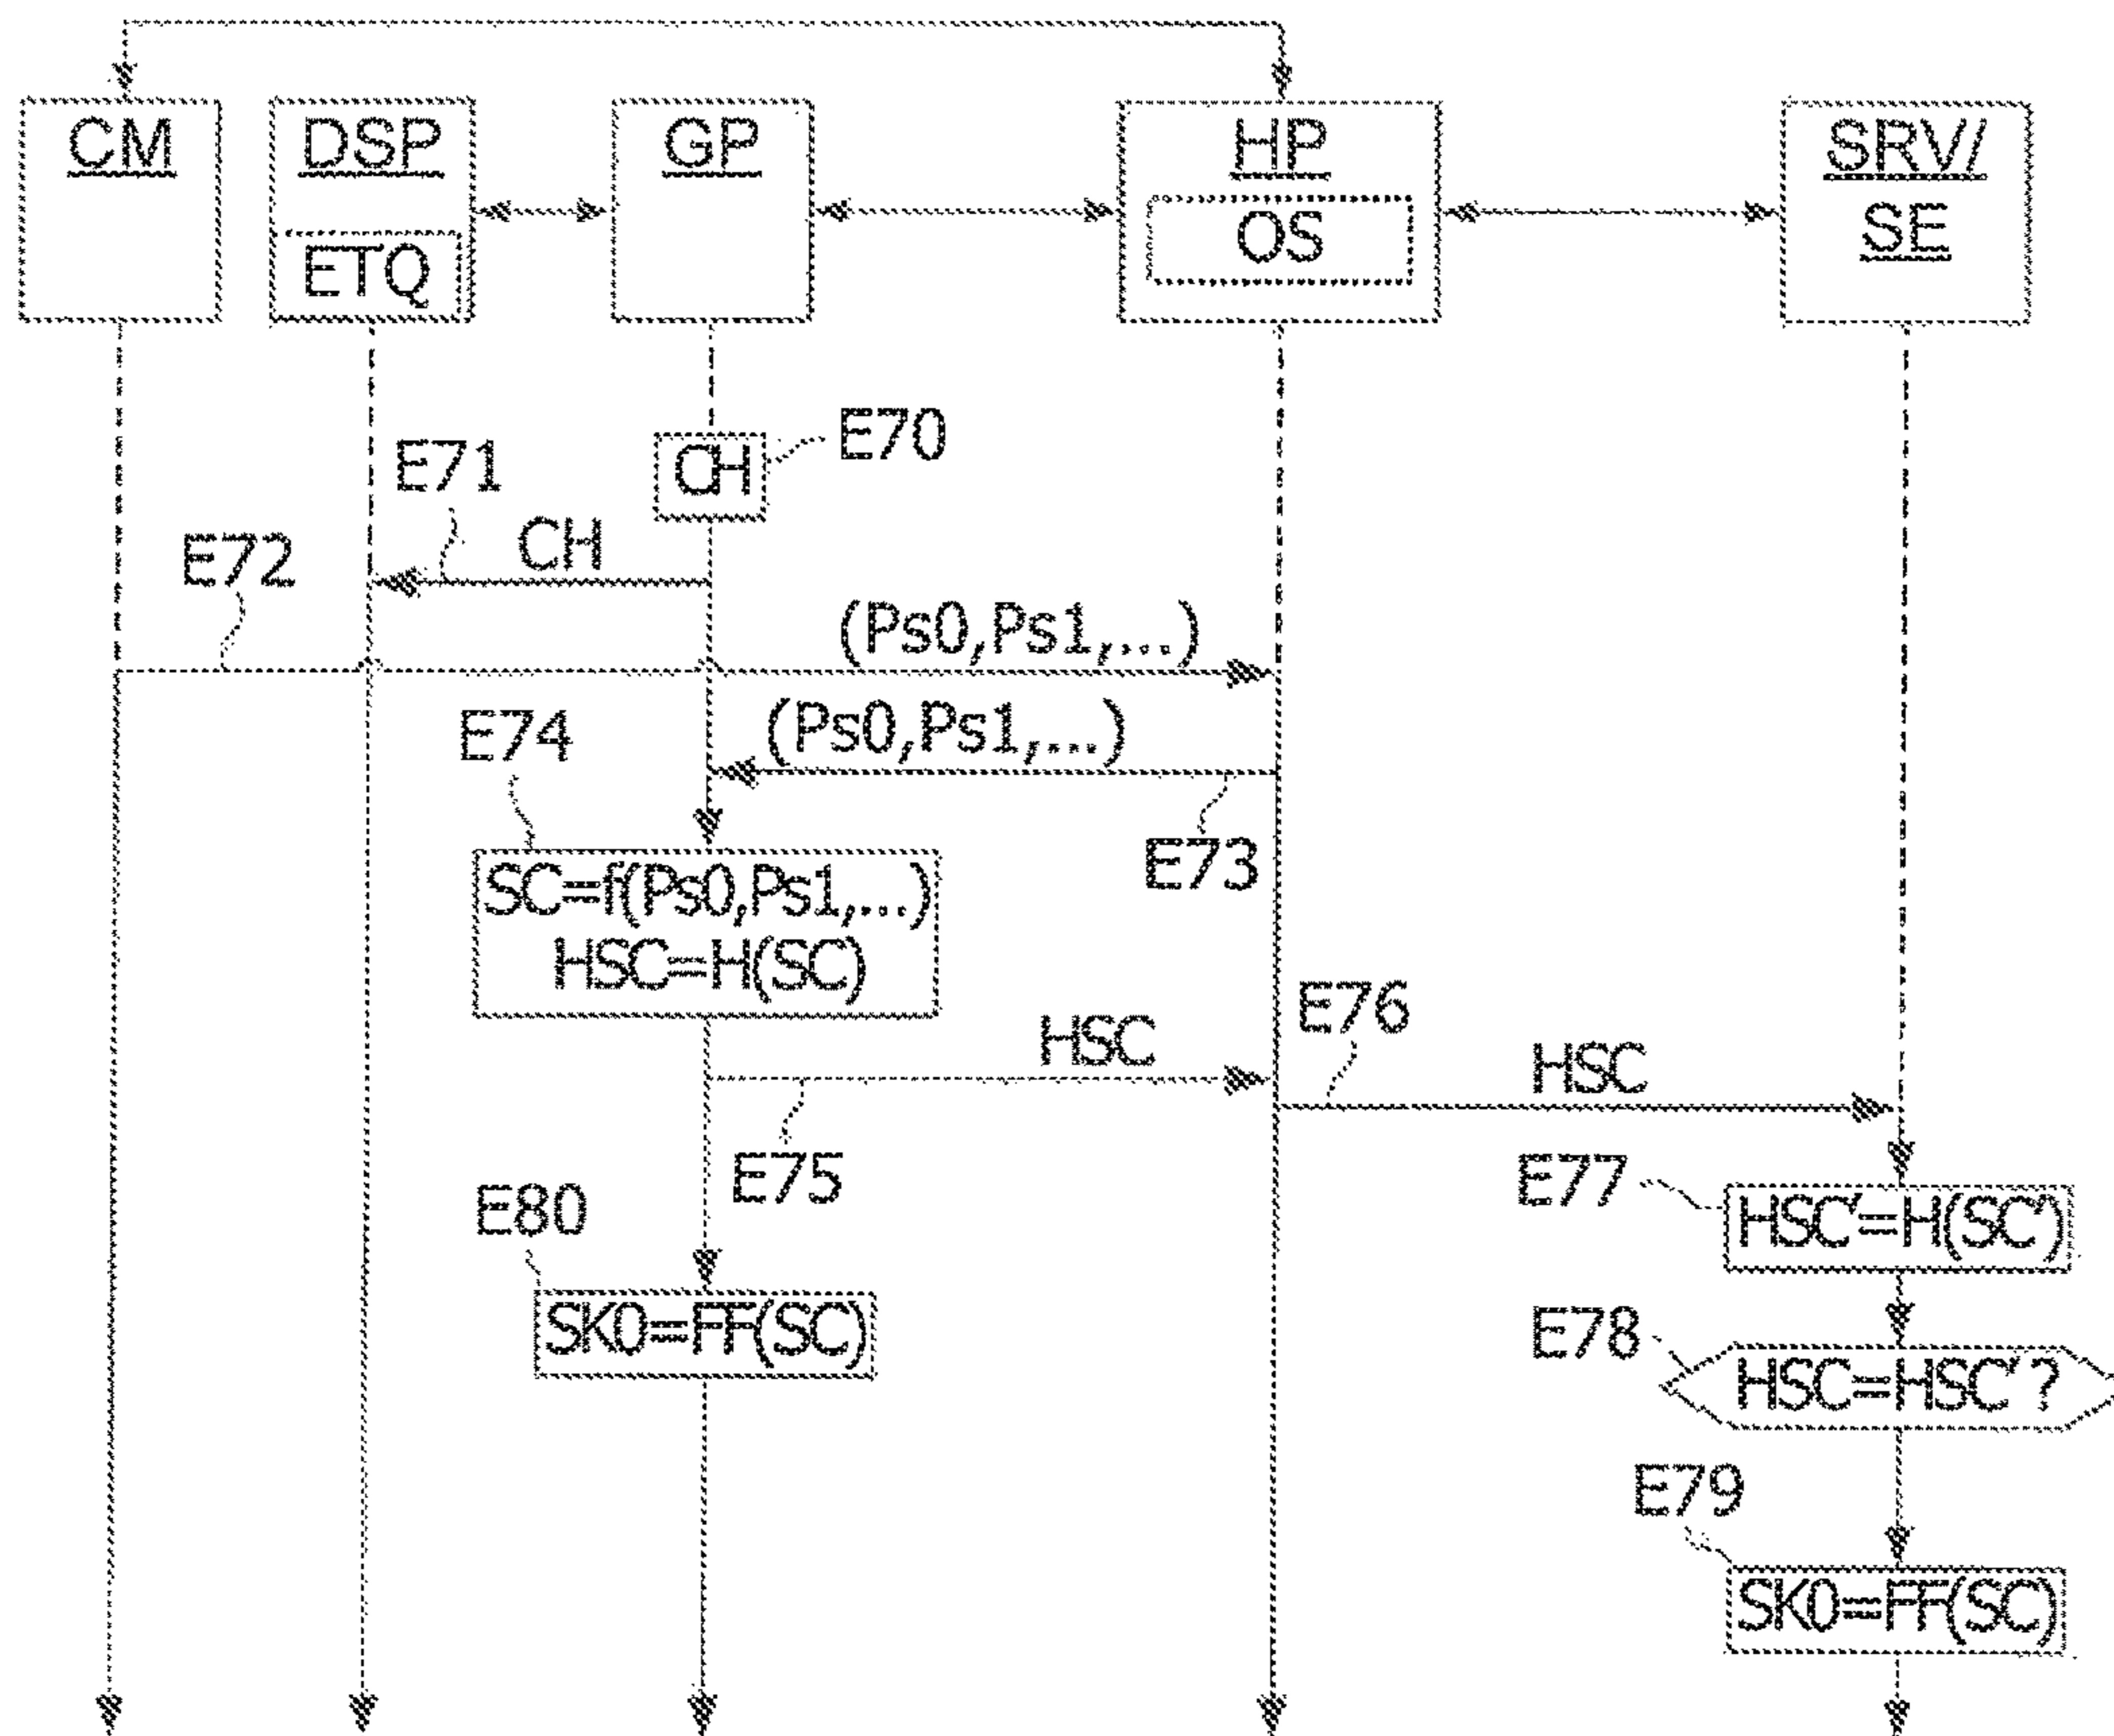 CM
DSP
ETQ
GP
HP
OS
SRV/
SE
E70
CH
E71
CH
E72
(Ps0,Ps1,...)
(Ps0,Ps1,...)
E73
E74
SC=f(Ps0,Ps1,...)
HSC=H(SC)
HSC
E75
E76
HSC
E77
HSC'=H(SC')
E80
SK0=FF(SC)
E78
HSC=HSC'?
E79
SK0=FF(SC)